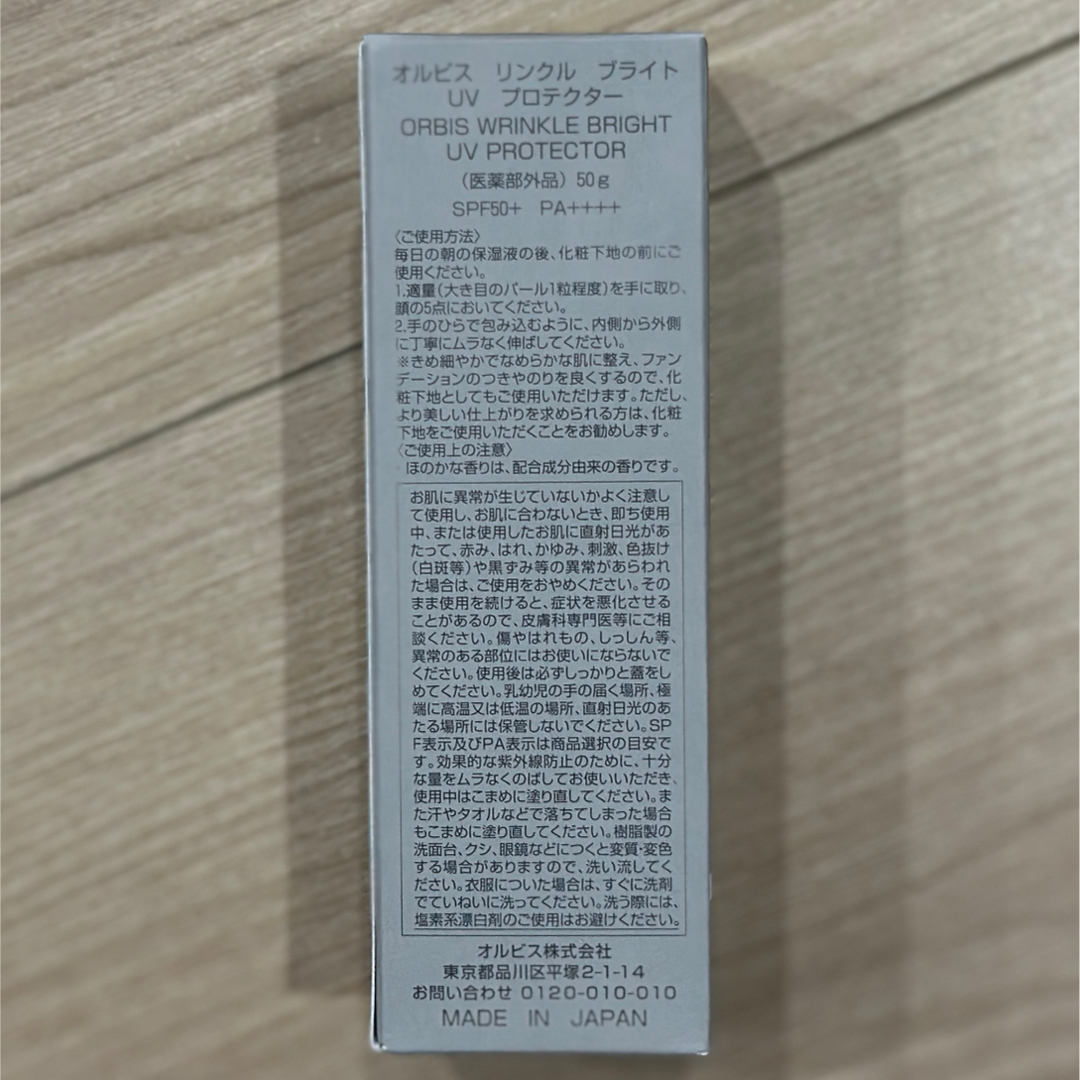 オルビス リンクル ブライト
UV プロテクター
ORBIS WRINKLE BRIGHT
UV PROTECTOR
（医薬部外品）50g
SPF50+ PA++++
〈ご使用方法〉
毎日の朝の保湿液の後、化粧下地の前にご
使用ください。
1.適量（大き目のパール1粒程度）を手に取り、
顔の5点においてください。
2.手のひらで包み込むように、内側から外側
に丁寧にムラなく伸ばしてください。
※きめ細やかでなめらかな肌に整え、ファン
デーションのつきやのりを良くするので、化
粧下地としてもご使用いただけます。ただし、
より美しい仕上がりを求められる方は、化粧
下地をご使用いただくことをお勧めします。
〈ご使用上の注意〉
ほのかな香りは、配合成分由来の香りです。
お肌に異常が生じていないかよく注意し
て使用し、お肌に合わないとき、即ち使用
中、または使用したお肌に直射日光があ
たって、赤み、はれ、かゆみ、刺激、色抜け
（白斑等）や黒ずみ等の異常があらわれ
た場合は、ご使用をおやめください。その
まま使用を続けると、症状を悪化させる
ことがあるので、皮膚科専門医等にご相
談ください。傷やはれもの、しっしん等、
異常のある部位にはお使いにならないで
ください。使用後は必ずしっかりと蓋をし
めてください。乳幼児の手の届く場所、極
端に高温又は低温の場所、直射日光のあ
たる場所には保管しないでください。SP
F表示及びPA表示は商品選択の目安で
す。効果的な紫外線防止のために、十分
な量をムラなくのばしてお使いいただき、
使用中はこまめに塗り直してください。ま
た汗やタオルなどで落ちてしまった場合
もこまめに塗り直してください。樹脂製の
洗面台、クシ、眼鏡などにつくと変質・変色
する場合がありますので、洗い流してく
ださい。衣服についた場合は、すぐに洗剤
でていねいに洗ってください。洗う際には、
塩素系漂白剤のご使用はお避けください。
オルビス株式会社
東京都品川区平塚2-1-14
お問い合わせ 0120-010-010
MADE IN JAPAN